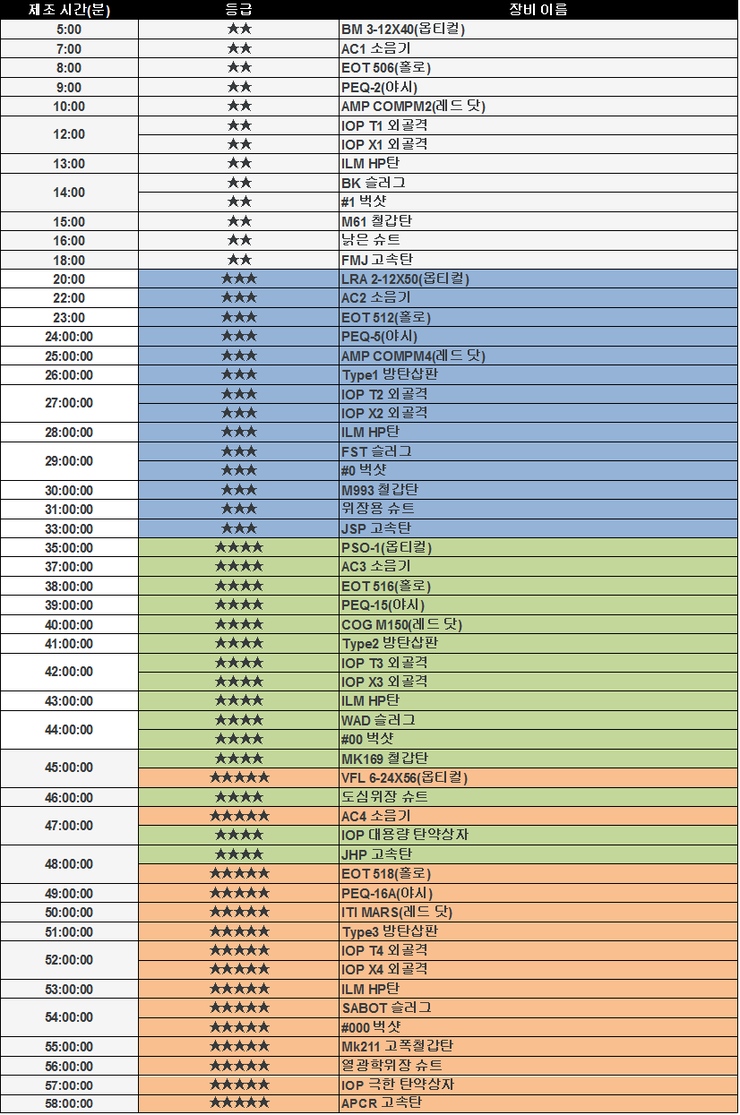 제조 시간(분) 등급 장비 이름
5:00 ★★ BM 3-12X40(옵티컬)
7:00 ★★ AC1 소음기
8:00 ★★ EOT 506(홀로)
9:00 ★★ PEQ-2(야시)
10:00 ★★ AMP COMPM2(레드 닷)
12:00 ★★ IOP T1 외골격
★★ IOP X1 외골격
13:00 ★★ ILM HP탄
14:00 ★★ BK 슬러그
★★ #1 벅샷
15:00 ★★ M61 철갑탄
16:00 ★★ 낡은 슈트
18:00 ★★ FMJ 고속탄
20:00 ★★★ LRA 2-12X50(옵티컬)
22:00 ★★★ AC2 소음기
23:00 ★★★ EOT 512(홀로)
24:00:00 ★★★ PEQ-5(야시)
25:00:00 ★★★ AMP COMPM4(레드 닷)
26:00:00 ★★★ Type1 방탄삽판
27:00:00 ★★★ IOP T2 외골격
★★★ IOP X2 외골격
28:00:00 ★★★ ILM HP탄
29:00:00 ★★★ FST 슬러그
★★★ #0 벅샷
30:00:00 ★★★ M993 철갑탄
31:00:00 ★★★ 위장용 슈트
33:00:00 ★★★ JSP 고속탄
35:00:00 ★★★★ PSO-1(옵티컬)
37:00:00 ★★★★ AC3 소음기
38:00:00 ★★★★ EOT 516(홀로)
39:00:00 ★★★★ PEQ-15(야시)
40:00:00 ★★★★ COG M150(레드 닷)
41:00:00 ★★★★ Type2 방탄삽판
42:00:00 ★★★★ IOP T3 외골격
★★★★ IOP X3 외골격
43:00:00 ★★★★ ILM HP탄
44:00:00 ★★★★ WAD 슬러그
★★★★ #00 벅샷
45:00:00 ★★★★ MK169 철갑탄
★★★★★ VFL 6-24X56(옵티컬)
46:00:00 ★★★★ 도심위장 슈트
47:00:00 ★★★★★ AC4 소음기
★★★★ IOP 대용량 탄약상자
48:00:00 ★★★★ JHP 고속탄
★★★★★ EOT 518(홀로)
49:00:00 ★★★★★ PEQ-16A(야시)
50:00:00 ★★★★★ ITI MARS(레드 닷)
51:00:00 ★★★★★ Type3 방탄삽판
52:00:00 ★★★★★ IOP T4 외골격
★★★★★ IOP X4 외골격
53:00:00 ★★★★★ ILM HP탄
54:00:00 ★★★★★ SABOT 슬러그
★★★★★ #000 벅샷
55:00:00 ★★★★★ Mk211 고폭철갑탄
56:00:00 ★★★★★ 열광학위장 슈트
57:00:00 ★★★★★ IOP 극한 탄약상자
58:00:00 ★★★★★ APCR 고속탄